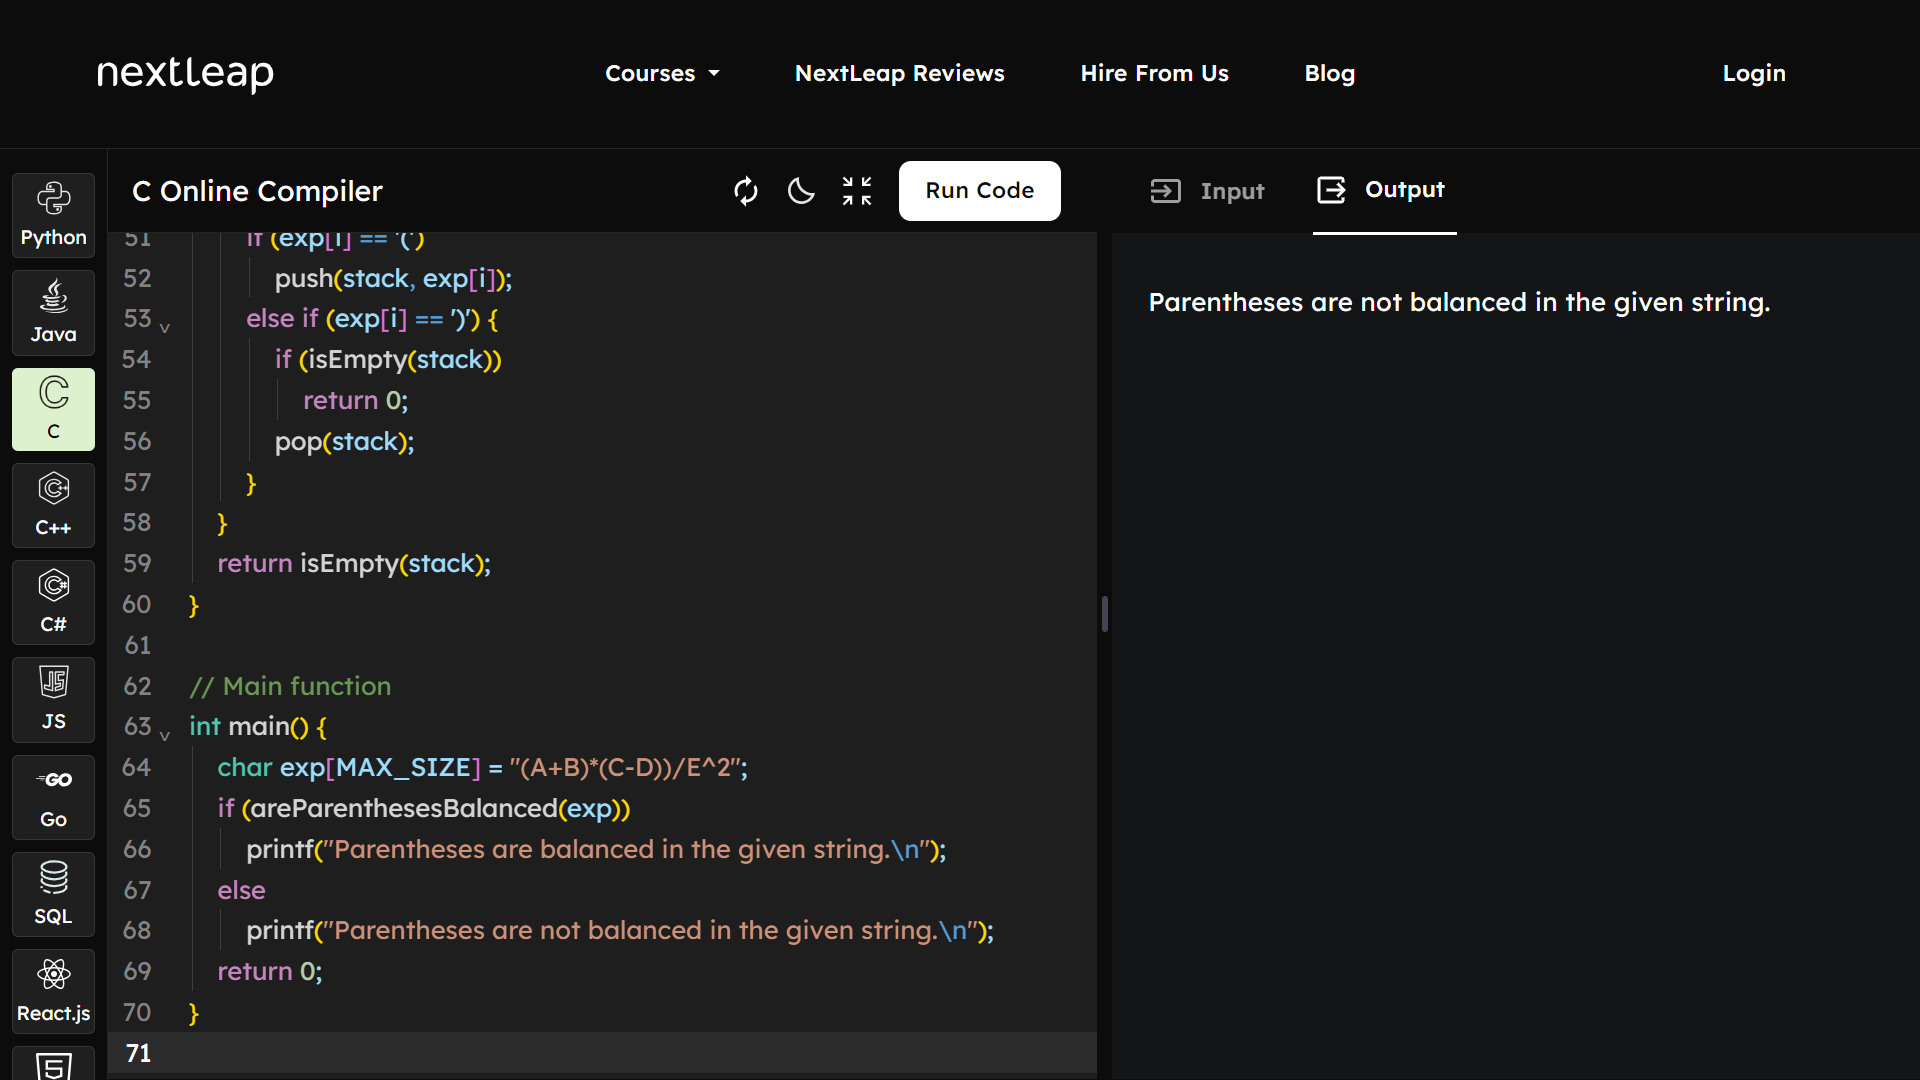 nextleap
Courses
NextLeap Reviews
Hire From Us
Blog
Login
Python
Java
C
C++
C#
JS
Go
SQL
React.js
C Online Compiler
Run Code
51 if (exp[i] == '(')
52 push(stack, exp[i]);
53 else if (exp[i] == ')') {
54 if (isEmpty(stack))
55 return 0;
56 pop(stack);
57 }
58 }
59 return isEmpty(stack);
60 }
61
62 // Main function
63 int main() {
64 char exp[MAX_SIZE] = "(A+B)*(C-D))/E^2";
65 if (areParenthesesBalanced(exp))
66 printf("Parentheses are balanced in the given string.\n");
67 else
68 printf("Parentheses are not balanced in the given string.\n");
69 return 0;
70 }
71
Input
Output
Parentheses are not balanced in the given string.